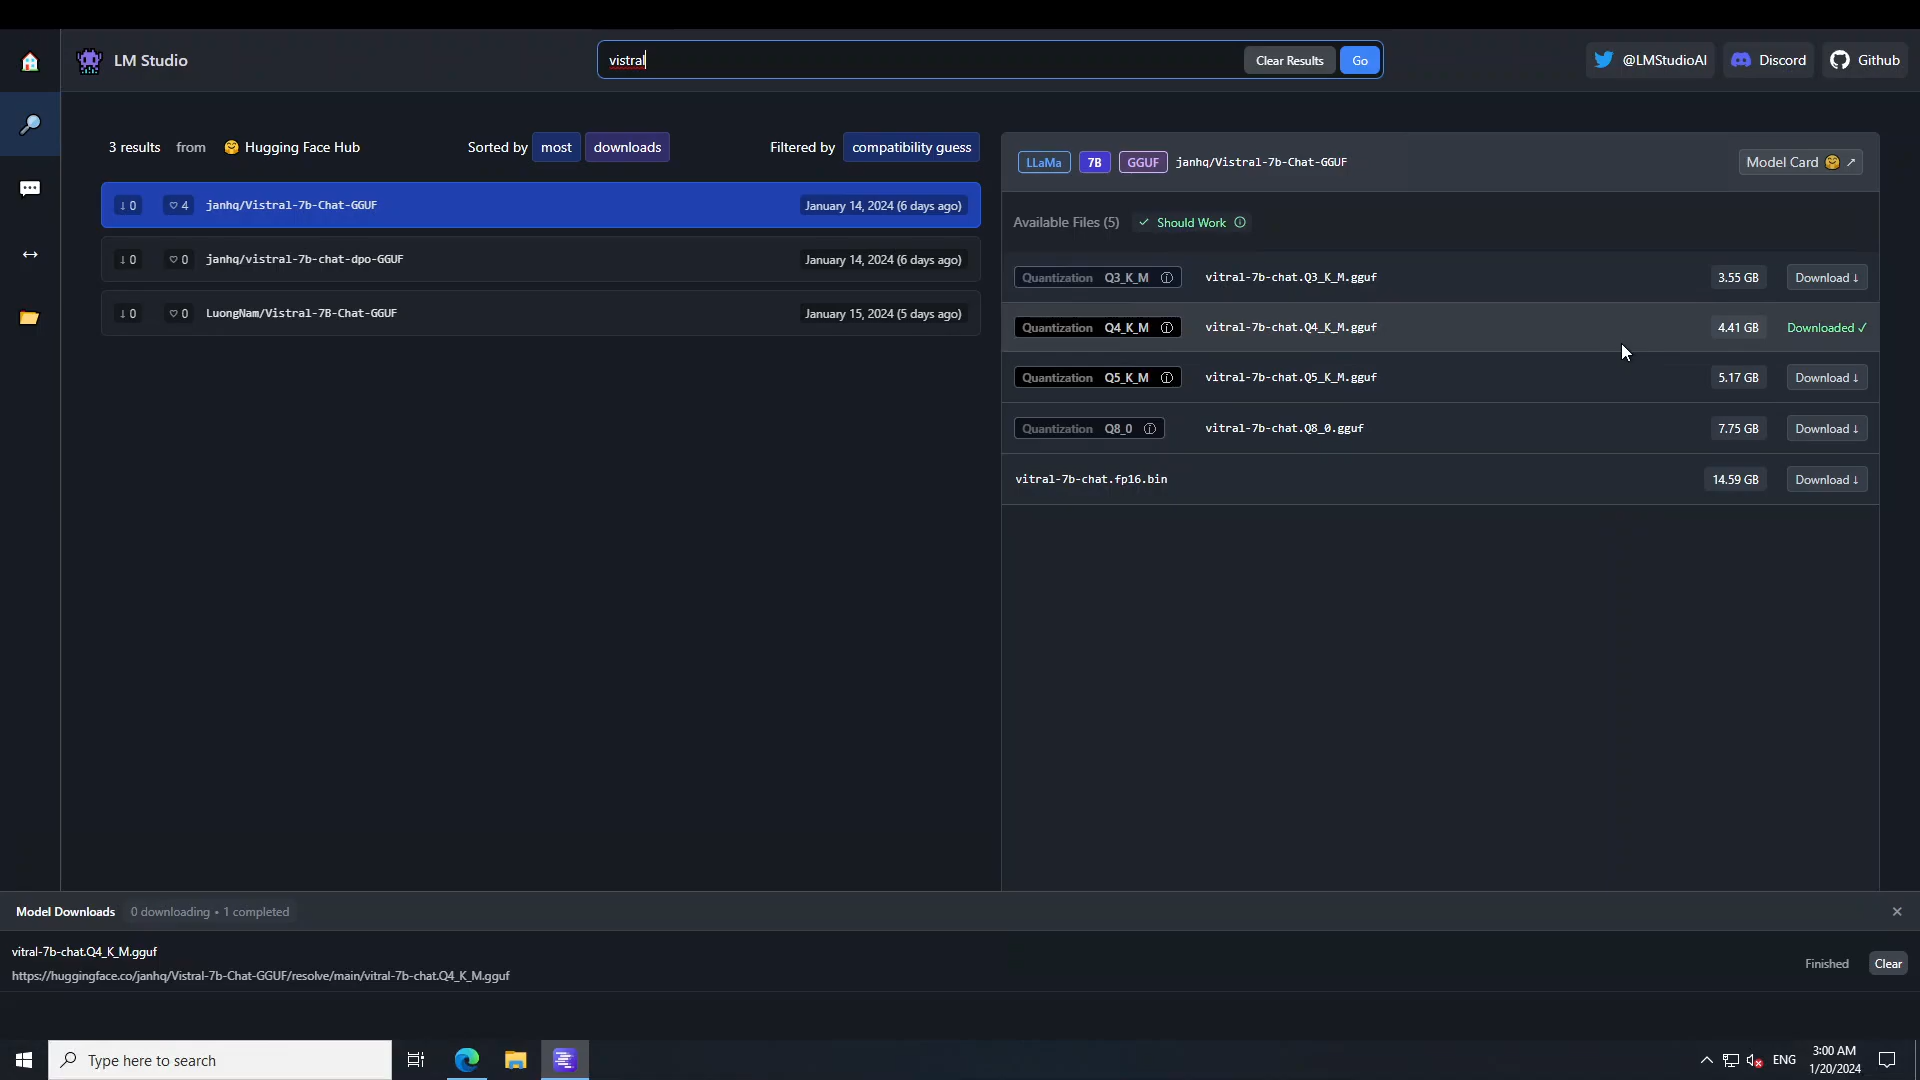 LM Studio
vistral
Clear Results
Go
@LMStudioAI
Discord
Github
3 results from 🤗 Hugging Face Hub
Sorted by most downloads
Filtered by compatibility guess
↓ 0 ♡ 4 janhq/Vistral-7b-Chat-GGUF January 14, 2024 (6 days ago)
↓ 0 ♡ 0 janhq/vistral-7b-chat-dpo-GGUF January 14, 2024 (6 days ago)
↓ 0 ♡ 0 LuongNam/Vistral-7B-Chat-GGUF January 15, 2024 (5 days ago)
LLaMa 7B GGUF janhq/Vistral-7b-Chat-GGUF Model Card 🤗 ↗
Available Files (5) ✓ Should Work ⓘ
Quantization Q3_K_M ⓘ vitral-7b-chat.Q3_K_M.gguf 3.55 GB Download ↓
Quantization Q4_K_M ⓘ vitral-7b-chat.Q4_K_M.gguf 4.41 GB Downloaded ✓
Quantization Q5_K_M ⓘ vitral-7b-chat.Q5_K_M.gguf 5.17 GB Download ↓
Quantization Q8_0 ⓘ vitral-7b-chat.Q8_0.gguf 7.75 GB Download ↓
vitral-7b-chat.fp16.bin 14.59 GB Download ↓
Model Downloads 0 downloading • 1 completed
vitral-7b-chat.Q4_K_M.gguf
https://huggingface.co/janhq/Vistral-7b-Chat-GGUF/resolve/main/vitral-7b-chat.Q4_K_M.gguf
Finished Clear
Type here to search
ENG
3:00 AM
1/20/2024